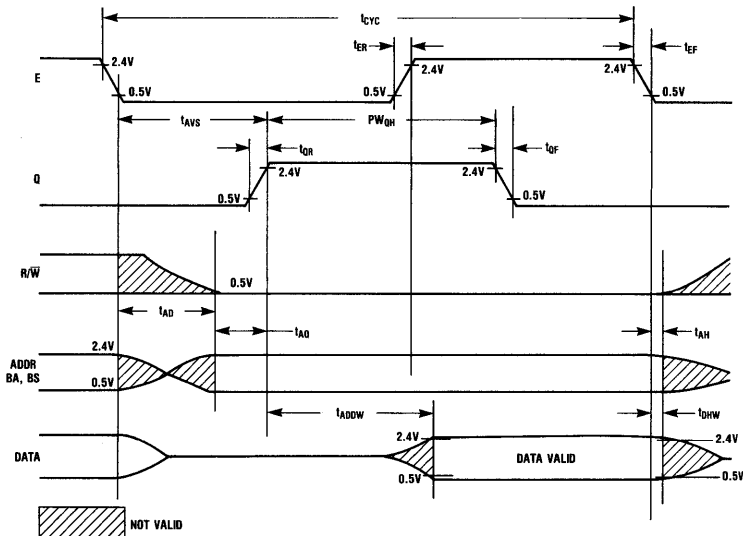 tCYC
tER
tEF
E
2.4V
0.5V
0.5V
2.4V
2.4V
0.5V
tAVS
PWQH
tQR
tQF
Q
2.4V
0.5V
2.4V
0.5V
R/W̅
0.5V
tAD
tAQ
tAH
ADDR
BA, BS
2.4V
0.5V
tADDW
tDHW
DATA
2.4V
0.5V
DATA VALID
2.4V
0.5V
NOT VALID